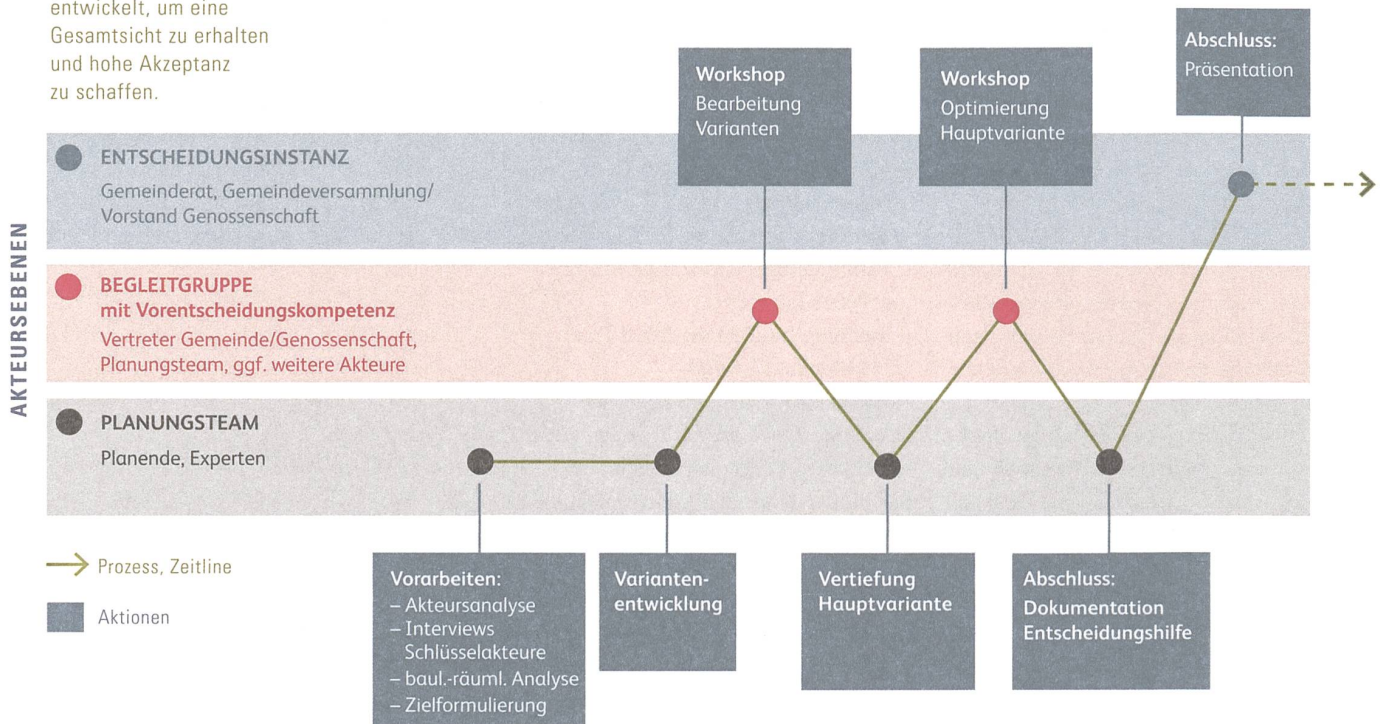 entwickelt, um eine
Gesamtsicht zu erhalten
und hohe Akzeptanz
zu schaffen.
Workshop
Bearbeitung
Varianten
Workshop
Optimierung
Hauptvariante
Abschluss:
Präsentation
AKTEURSEBENEN
ENTSCHEIDUNGSINSTANZ
Gemeinderat, Gemeindeversammlung/
Vorstand Genossenschaft
BEGLEITGRUPPE
mit Vorentscheidungskompetenz
Vertreter Gemeinde/Genossenschaft,
Planungsteam, ggf. weitere Akteure
PLANUNGSTEAM
Planende, Experten
Prozess, Zeitline
Aktionen
Vorarbeiten:
– Akteursanalyse
– Interviews
Schlüsselakteure
– baul.-räuml. Analyse
– Zielformulierung
Varianten-
entwicklung
Vertiefung
Hauptvariante
Abschluss:
Dokumentation
Entscheidungshilfe